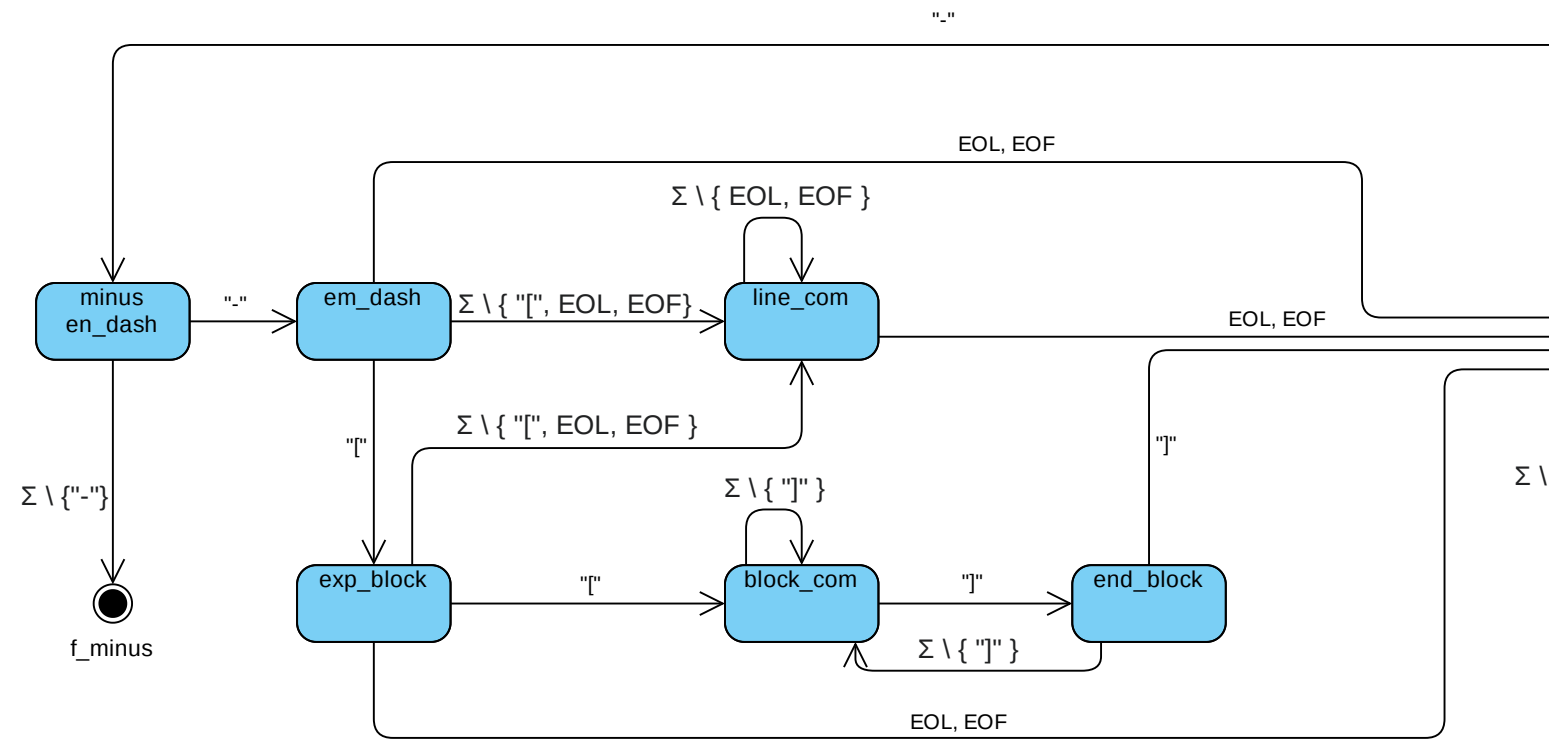 "-"
EOL, EOF
Σ \ { EOL, EOF }
minus
en_dash
"-"
em_dash
Σ \ { "[", EOL, EOF}
line_com
EOL, EOF
"["
Σ \ { "[", EOL, EOF }
"]"
Σ \ {"-"}
Σ \ { "]" }
Σ \
exp_block
"["
block_com
"]"
end_block
f_minus
Σ \ { "]" }
EOL, EOF